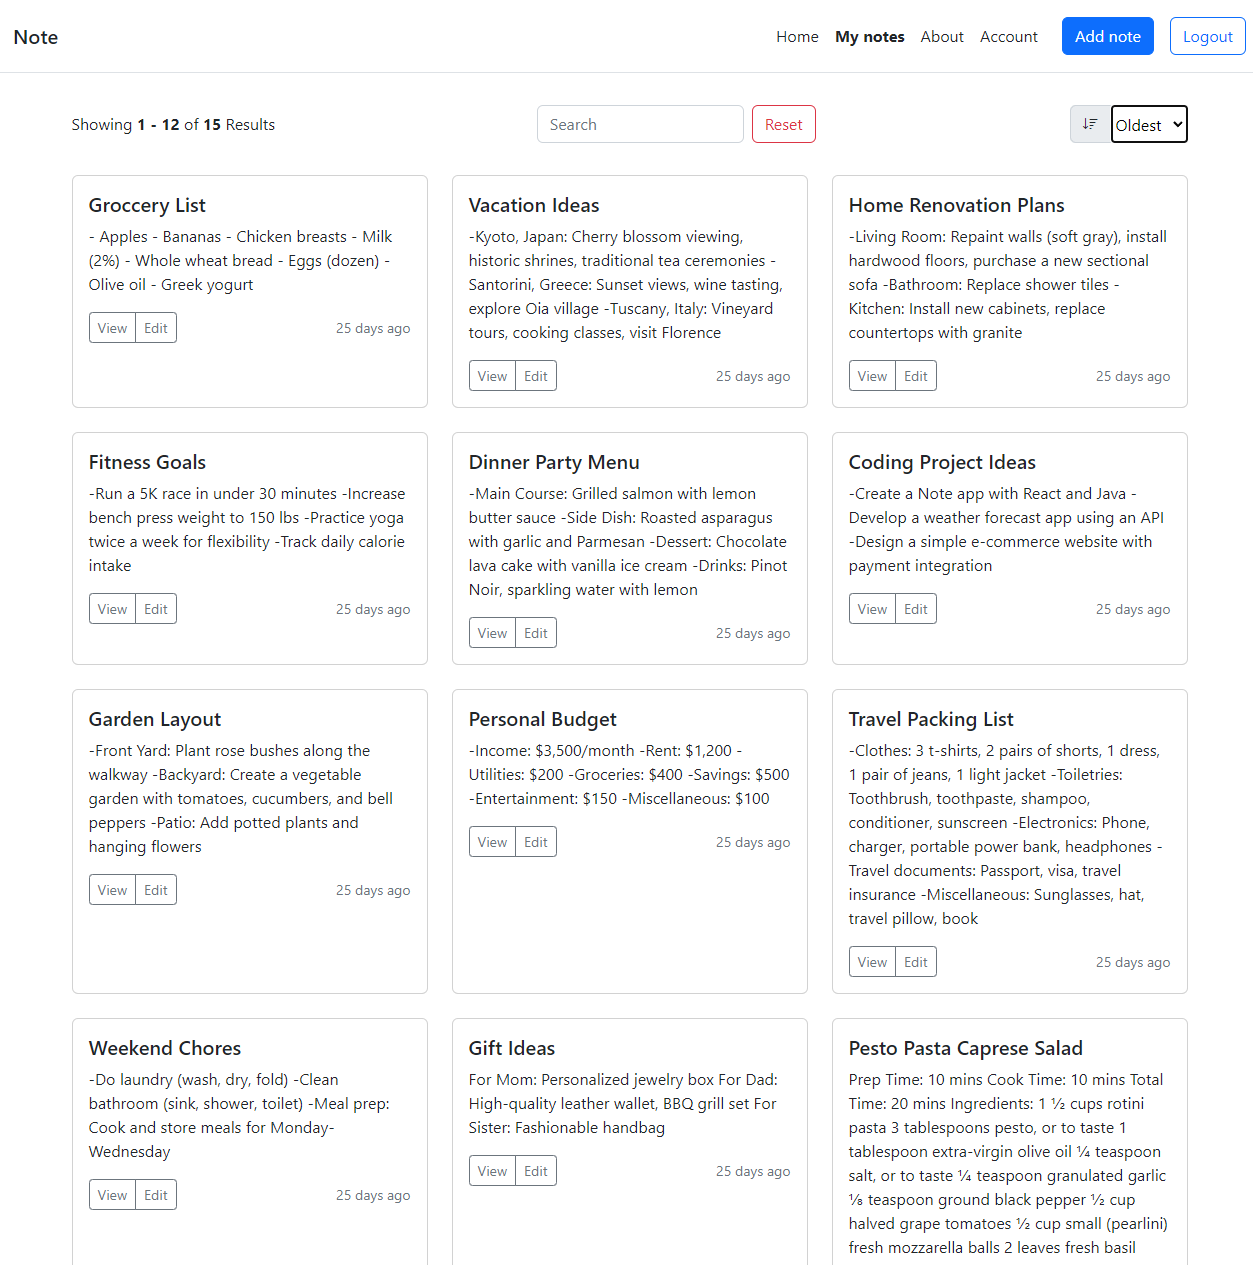 Note
Home My notes About Account Add note Logout
Showing 1 - 12 of 15 Results
Search
Reset
Oldest
Groccery List
- Apples - Bananas - Chicken breasts - Milk
(2%) - Whole wheat bread - Eggs (dozen) -
Olive oil - Greek yogurt
View Edit 25 days ago
Vacation Ideas
-Kyoto, Japan: Cherry blossom viewing,
historic shrines, traditional tea ceremonies -
Santorini, Greece: Sunset views, wine tasting,
explore Oia village -Tuscany, Italy: Vineyard
tours, cooking classes, visit Florence
View Edit 25 days ago
Home Renovation Plans
-Living Room: Repaint walls (soft gray), install
hardwood floors, purchase a new sectional
sofa -Bathroom: Replace shower tiles -
Kitchen: Install new cabinets, replace
countertops with granite
View Edit 25 days ago
Fitness Goals
-Run a 5K race in under 30 minutes -Increase
bench press weight to 150 lbs -Practice yoga
twice a week for flexibility -Track daily calorie
intake
View Edit 25 days ago
Dinner Party Menu
-Main Course: Grilled salmon with lemon
butter sauce -Side Dish: Roasted asparagus
with garlic and Parmesan -Dessert: Chocolate
lava cake with vanilla ice cream -Drinks: Pinot
Noir, sparkling water with lemon
View Edit 25 days ago
Coding Project Ideas
-Create a Note app with React and Java -
Develop a weather forecast app using an API
-Design a simple e-commerce website with
payment integration
View Edit 25 days ago
Garden Layout
-Front Yard: Plant rose bushes along the
walkway -Backyard: Create a vegetable
garden with tomatoes, cucumbers, and bell
peppers -Patio: Add potted plants and
hanging flowers
View Edit 25 days ago
Personal Budget
-Income: $3,500/month -Rent: $1,200 -
Utilities: $200 -Groceries: $400 -Savings: $500
-Entertainment: $150 -Miscellaneous: $100
View Edit 25 days ago
Travel Packing List
-Clothes: 3 t-shirts, 2 pairs of shorts, 1 dress,
1 pair of jeans, 1 light jacket -Toiletries:
Toothbrush, toothpaste, shampoo,
conditioner, sunscreen -Electronics: Phone,
charger, portable power bank, headphones -
Travel documents: Passport, visa, travel
insurance -Miscellaneous: Sunglasses, hat,
travel pillow, book
View Edit 25 days ago
Weekend Chores
-Do laundry (wash, dry, fold) -Clean
bathroom (sink, shower, toilet) -Meal prep:
Cook and store meals for Monday-
Wednesday
View Edit 25 days ago
Gift Ideas
For Mom: Personalized jewelry box For Dad:
High-quality leather wallet, BBQ grill set For
Sister: Fashionable handbag
View Edit 25 days ago
Pesto Pasta Caprese Salad
Prep Time: 10 mins Cook Time: 10 mins Total
Time: 20 mins Ingredients: 1 ½ cups rotini
pasta 3 tablespoons pesto, or to taste 1
tablespoon extra-virgin olive oil ¼ teaspoon
salt, or to taste ¼ teaspoon granulated garlic
⅛ teaspoon ground black pepper ½ cup
halved grape tomatoes ½ cup small (pearlini)
fresh mozzarella balls 2 leaves fresh basil